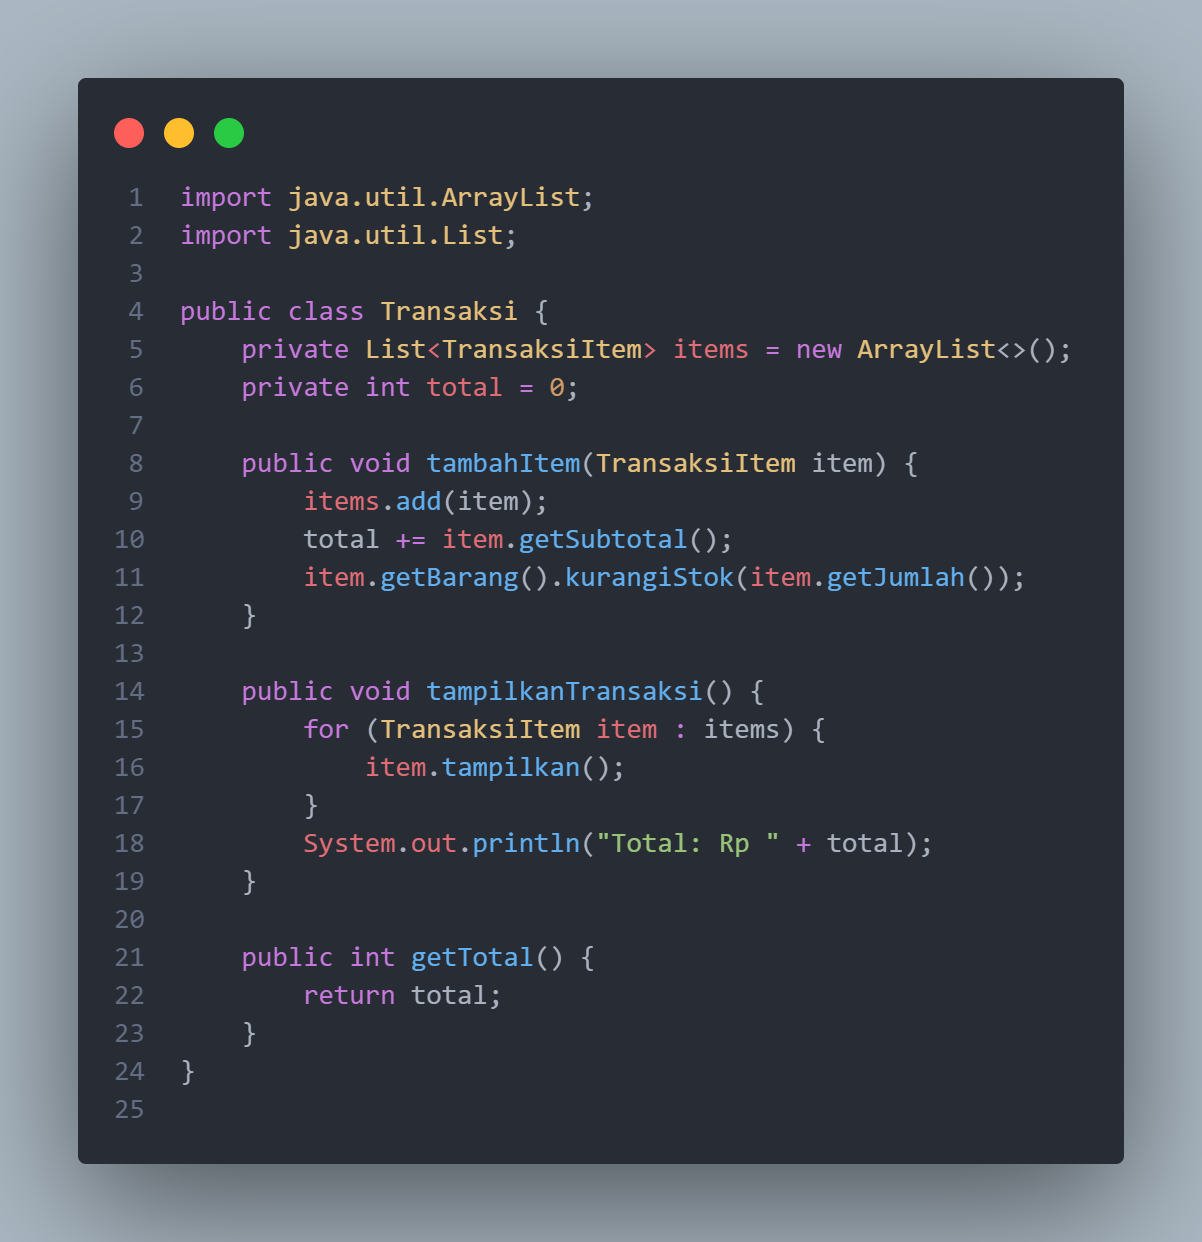 1 import java.util.ArrayList;
2 import java.util.List;
3
4 public class Transaksi {
5     private List<TransaksiItem> items = new ArrayList<>();
6     private int total = 0;
7
8     public void tambahItem(TransaksiItem item) {
9         items.add(item);
10         total += item.getSubtotal();
11         item.getBarang().kurangiStok(item.getJumlah());
12     }
13
14     public void tampilkanTransaksi() {
15         for (TransaksiItem item : items) {
16             item.tampilkan();
17         }
18         System.out.println("Total: Rp " + total);
19     }
20
21     public int getTotal() {
22         return total;
23     }
24 }
25